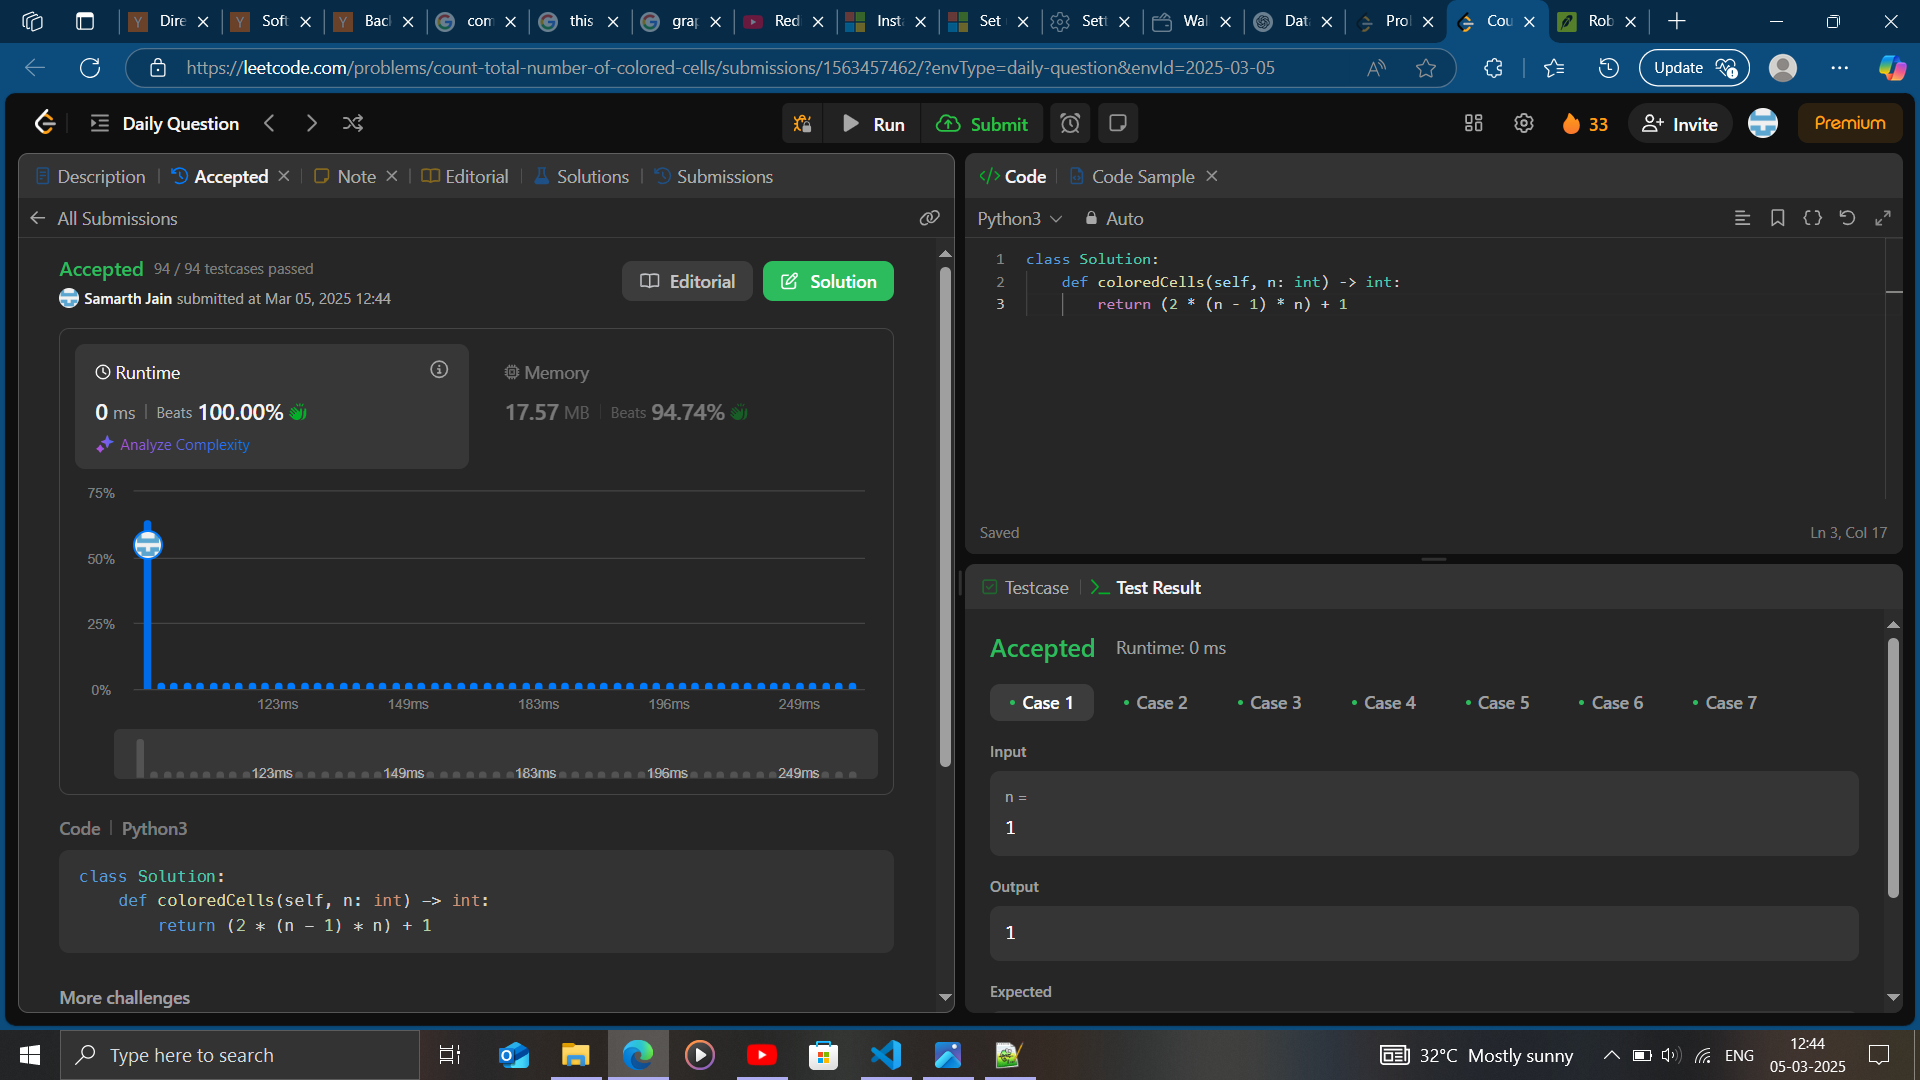 Dire
Soft
Bacl
com
this
grap
Redi
Insta
Set
Sett
Wall
Data
Prol
Cou
Rob
https://leetcode.com/problems/count-total-number-of-colored-cells/submissions/1563457462/?envType=daily-question&envId=2025-03-05
Update
Daily Question
Run
Submit
33
Invite
Premium
Description
Accepted
Note
Editorial
Solutions
Submissions
All Submissions
Accepted 94 / 94 testcases passed
Samarth Jain submitted at Mar 05, 2025 12:44
Editorial
Solution
Runtime
0 ms | Beats 100.00%
Analyze Complexity
Memory
17.57 MB | Beats 94.74%
75%
50%
25%
0%
123ms 149ms 183ms 196ms 249ms
123ms 149ms 183ms 196ms 249ms
Code | Python3
class Solution:
def coloredCells(self, n: int) -> int:
return (2 * (n - 1) * n) + 1
More challenges
</> Code
Code Sample
Python3
Auto
1 class Solution:
2 def coloredCells(self, n: int) -> int:
3 return (2 * (n - 1) * n) + 1
Saved
Ln 3, Col 17
Testcase
Test Result
Accepted Runtime: 0 ms
Case 1 Case 2 Case 3 Case 4 Case 5 Case 6 Case 7
Input
n =
1
Output
1
Expected
Type here to search
32°C Mostly sunny
ENG
12:44
05-03-2025